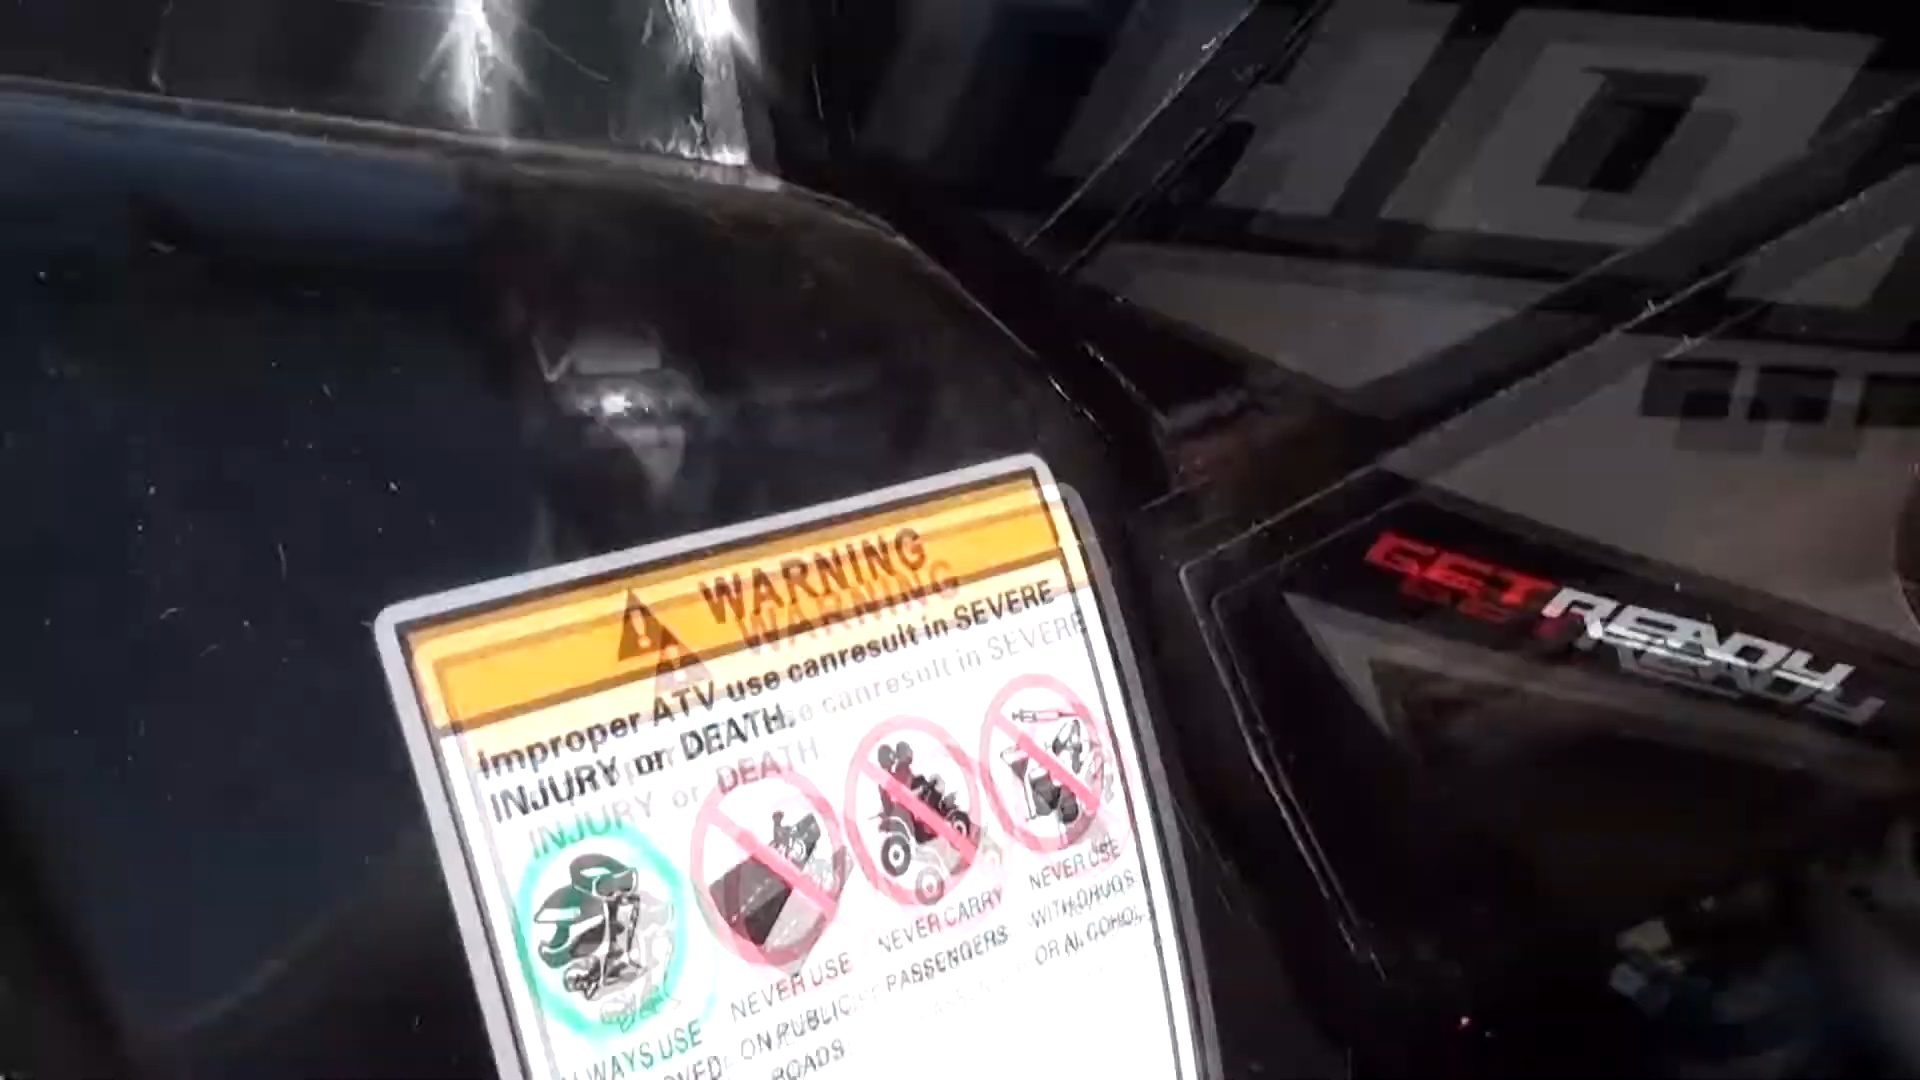 WARNING
Improper ATV use canresult in SEVERE
INJURY or DEATH.
NEVER USE
ON PUBLIC
ROADS
NEVER CARRY
PASSENGERS
NEVER USE
WITH DRUGS
OR ALCOHOL
ALWAYS USE
GET READY